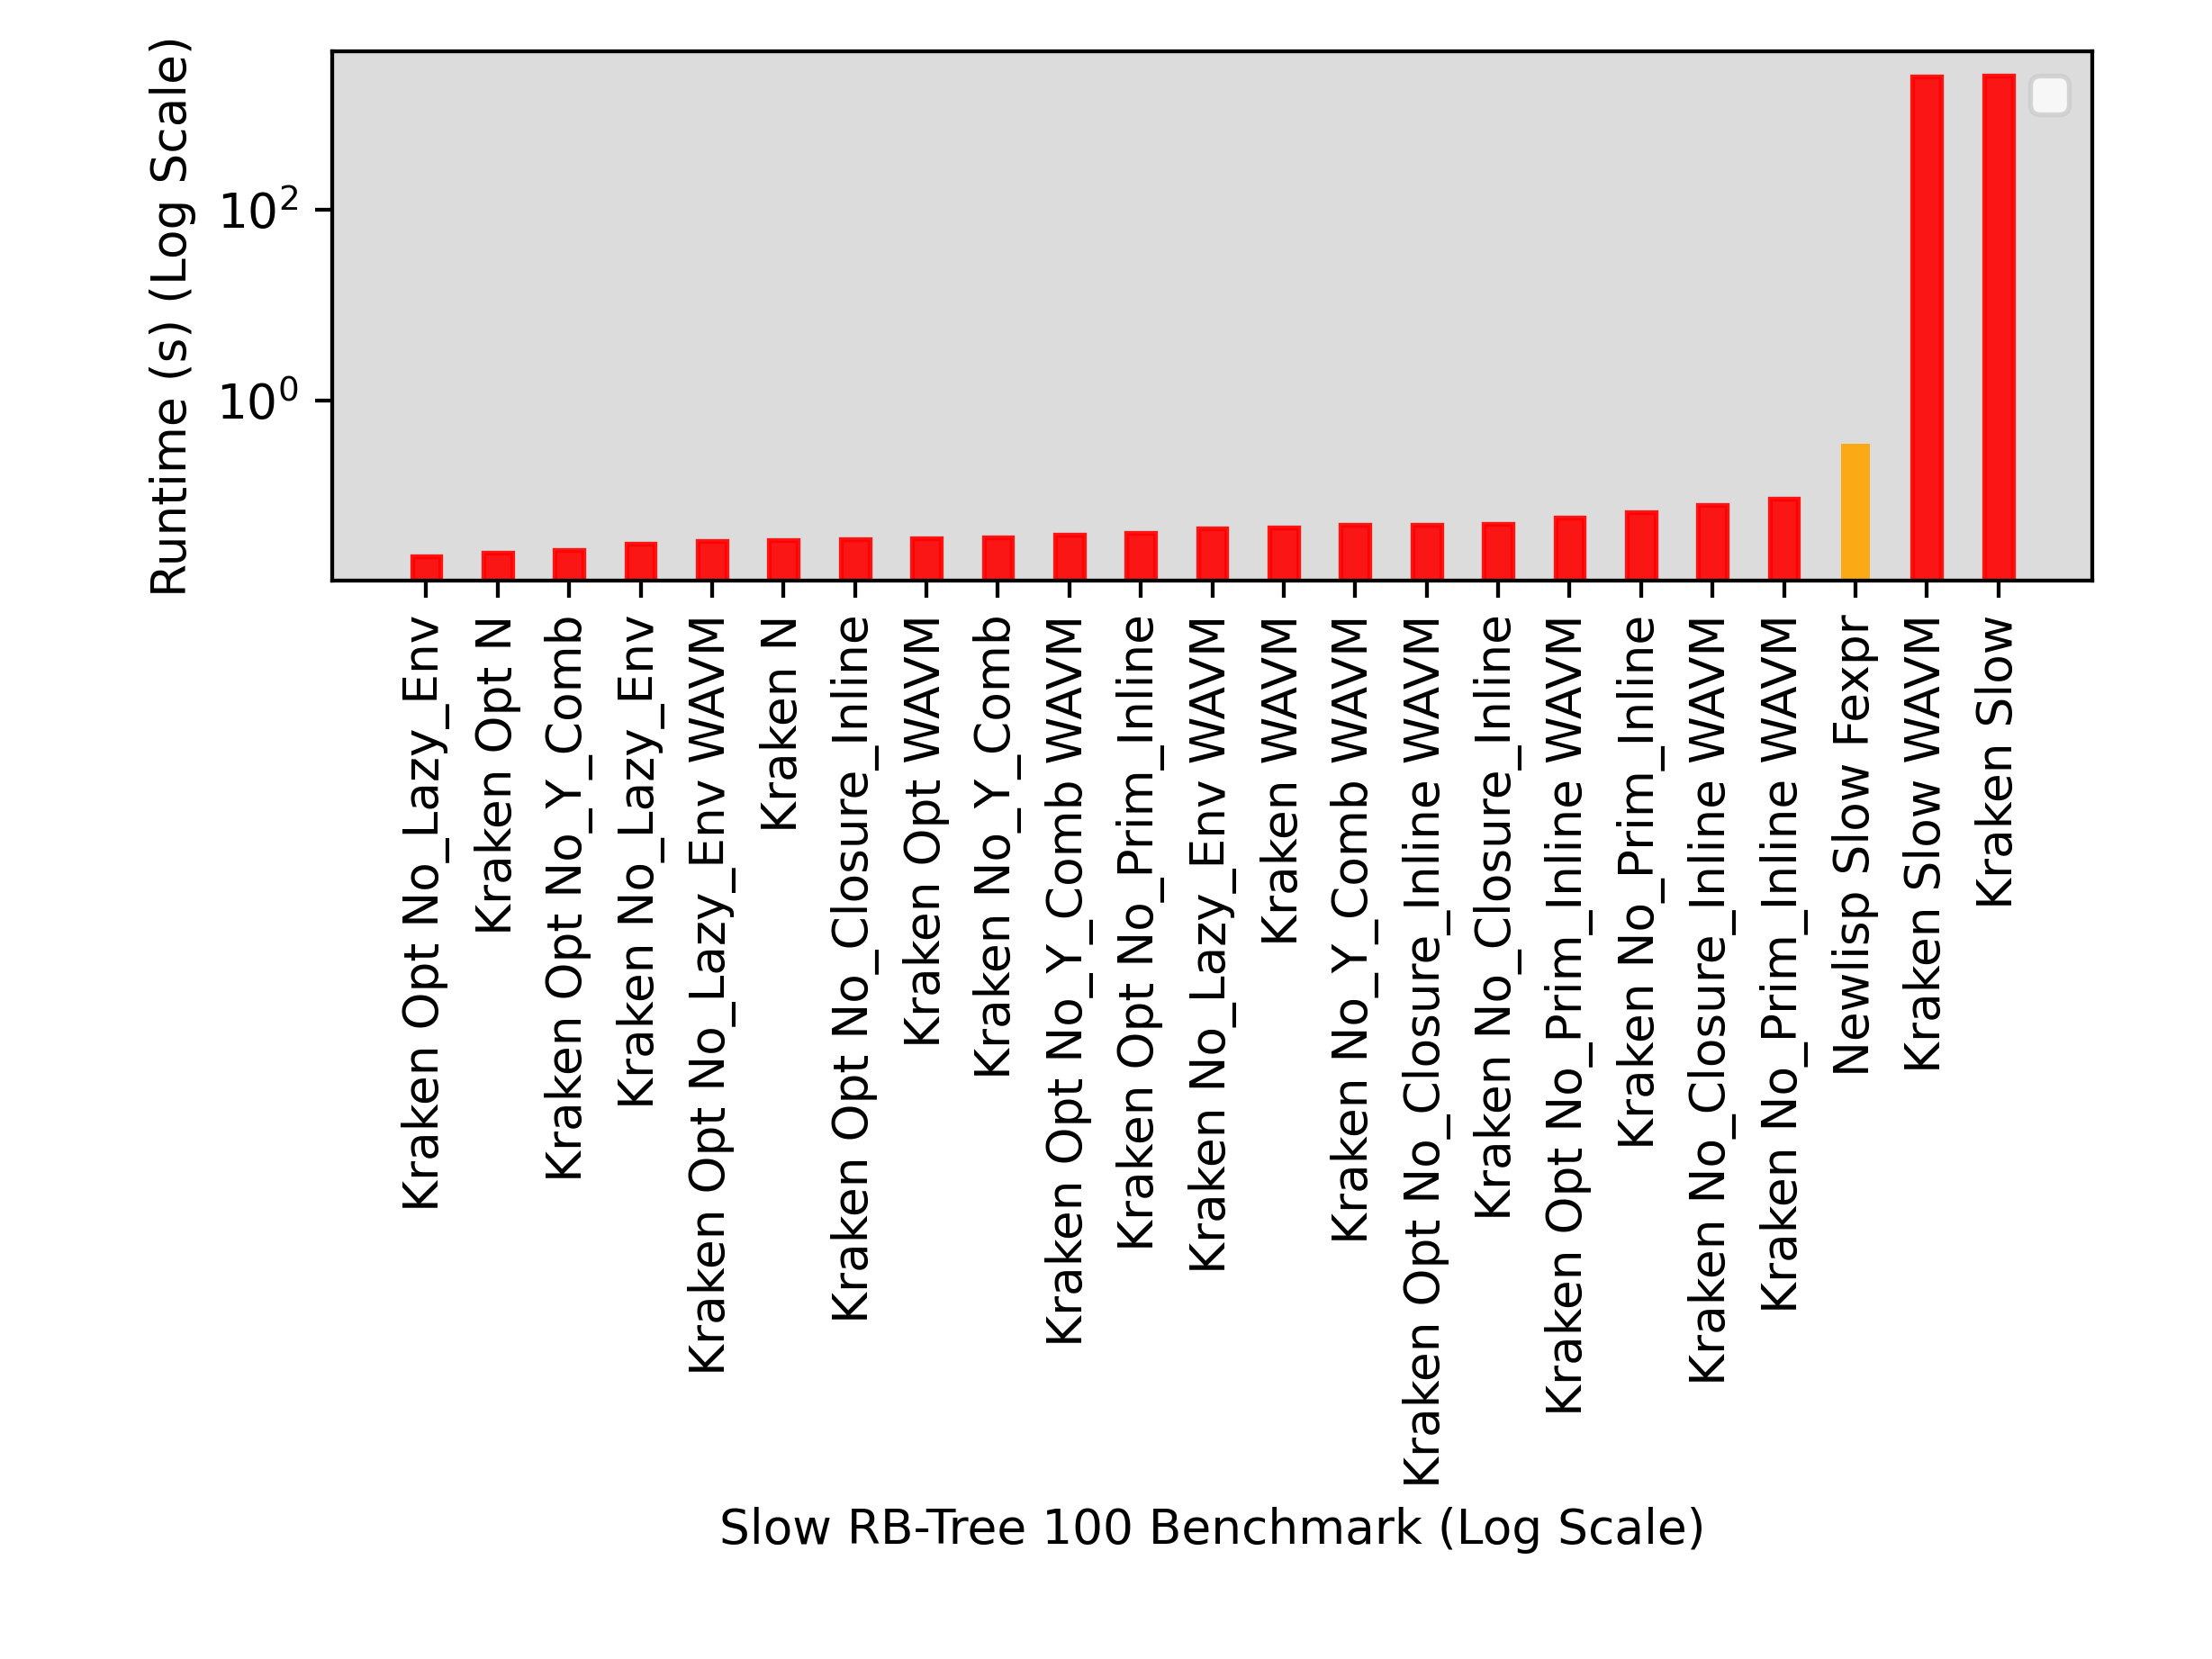 Runtime (s) (Log Scale)
10²
10⁰
Kraken Opt No_Lazy_Env
Kraken Opt N
Kraken Opt No_Y_Comb
Kraken No_Lazy_Env
Kraken Opt No_Lazy_Env WAVM
Kraken N
Kraken Opt No_Closure_Inline
Kraken Opt WAVM
Kraken No_Y_Comb
Kraken Opt No_Y_Comb WAVM
Kraken Opt No_Prim_Inline
Kraken No_Lazy_Env WAVM
Kraken WAVM
Kraken No_Y_Comb WAVM
Kraken Opt No_Closure_Inline WAVM
Kraken No_Closure_Inline
Kraken Opt No_Prim_Inline WAVM
Kraken No_Prim_Inline
Kraken No_Closure_Inline WAVM
Kraken No_Prim_Inline WAVM
Newlisp Slow Fexpr
Kraken Slow WAVM
Kraken Slow
Slow RB-Tree 100 Benchmark (Log Scale)